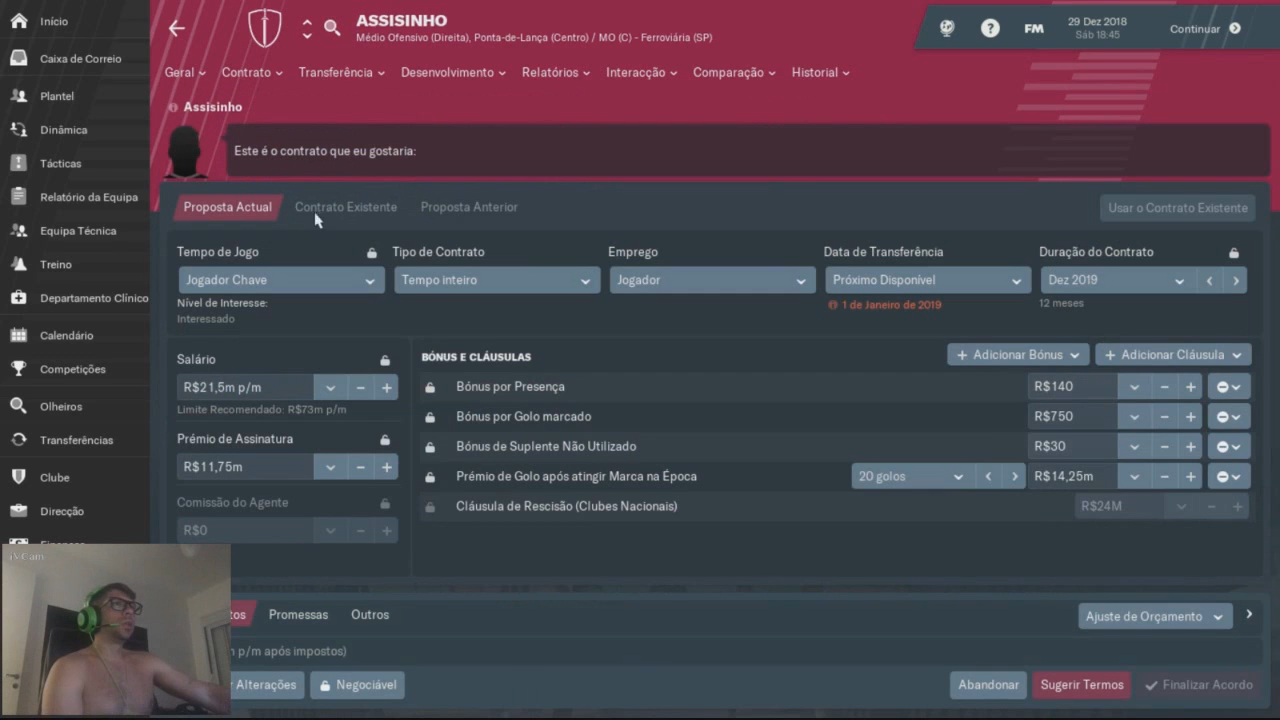 Início
ASSISINHO
Médio Ofensivo (Direita), Ponta-de-Lança (Centro) / MO (C) - Ferroviária (SP)
?
FM
29 Dez 2018
Sáb 18:45
Continuar
Caixa de Correio
Geral
Contrato
Transferência
Desenvolvimento
Relatórios
Interacção
Comparação
Historial
Plantel
Assisinho
Dinâmica
Este é o contrato que eu gostaria:
Tácticas
Relatório da Equipa
Proposta Actual
Contrato Existente
Proposta Anterior
Usar o Contrato Existente
Equipa Técnica
Tempo de Jogo
Tipo de Contrato
Emprego
Data de Transferência
Duração do Contrato
Treino
Jogador Chave
Tempo inteiro
Jogador
Próximo Disponível
Dez 2019
Departamento Clínico
Nível de Interesse:
Interessado
1 de Janeiro de 2019
12 meses
Calendário
Salário
BÓNUS E CLÁUSULAS
+ Adicionar Bónus
+ Adicionar Cláusula
Competições
R$21,5m p/m
Limite Recomendado: R$73m p/m
Bónus por Presença
R$140
Olheiros
Bónus por Golo marcado
R$750
Transferências
Prémio de Assinatura
Bónus de Suplente Não Utilizado
R$30
R$11,75m
Prémio de Golo após atingir Marca na Época
20 golos
R$14,25m
Clube
Comissão do Agente
Cláusula de Rescisão (Clubes Nacionais)
R$24M
Direcção
R$0
iVCam
tos
Promessas
Outros
Ajuste de Orçamento
p/m após impostos)
Alterações
Negociável
Abandonar
Sugerir Termos
Finalizar Acordo